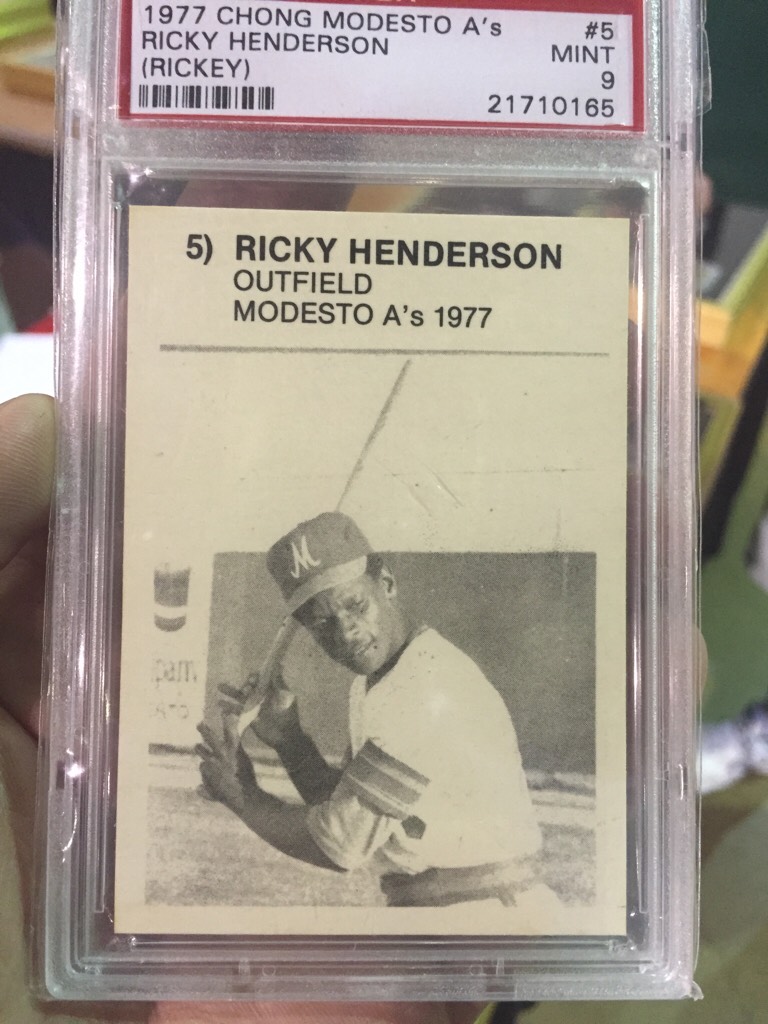 1977 CHONG MODESTO A's #5
RICKY HENDERSON MINT
(RICKEY) 9
21710165
5) RICKY HENDERSON
OUTFIELD
MODESTO A's 1977
M